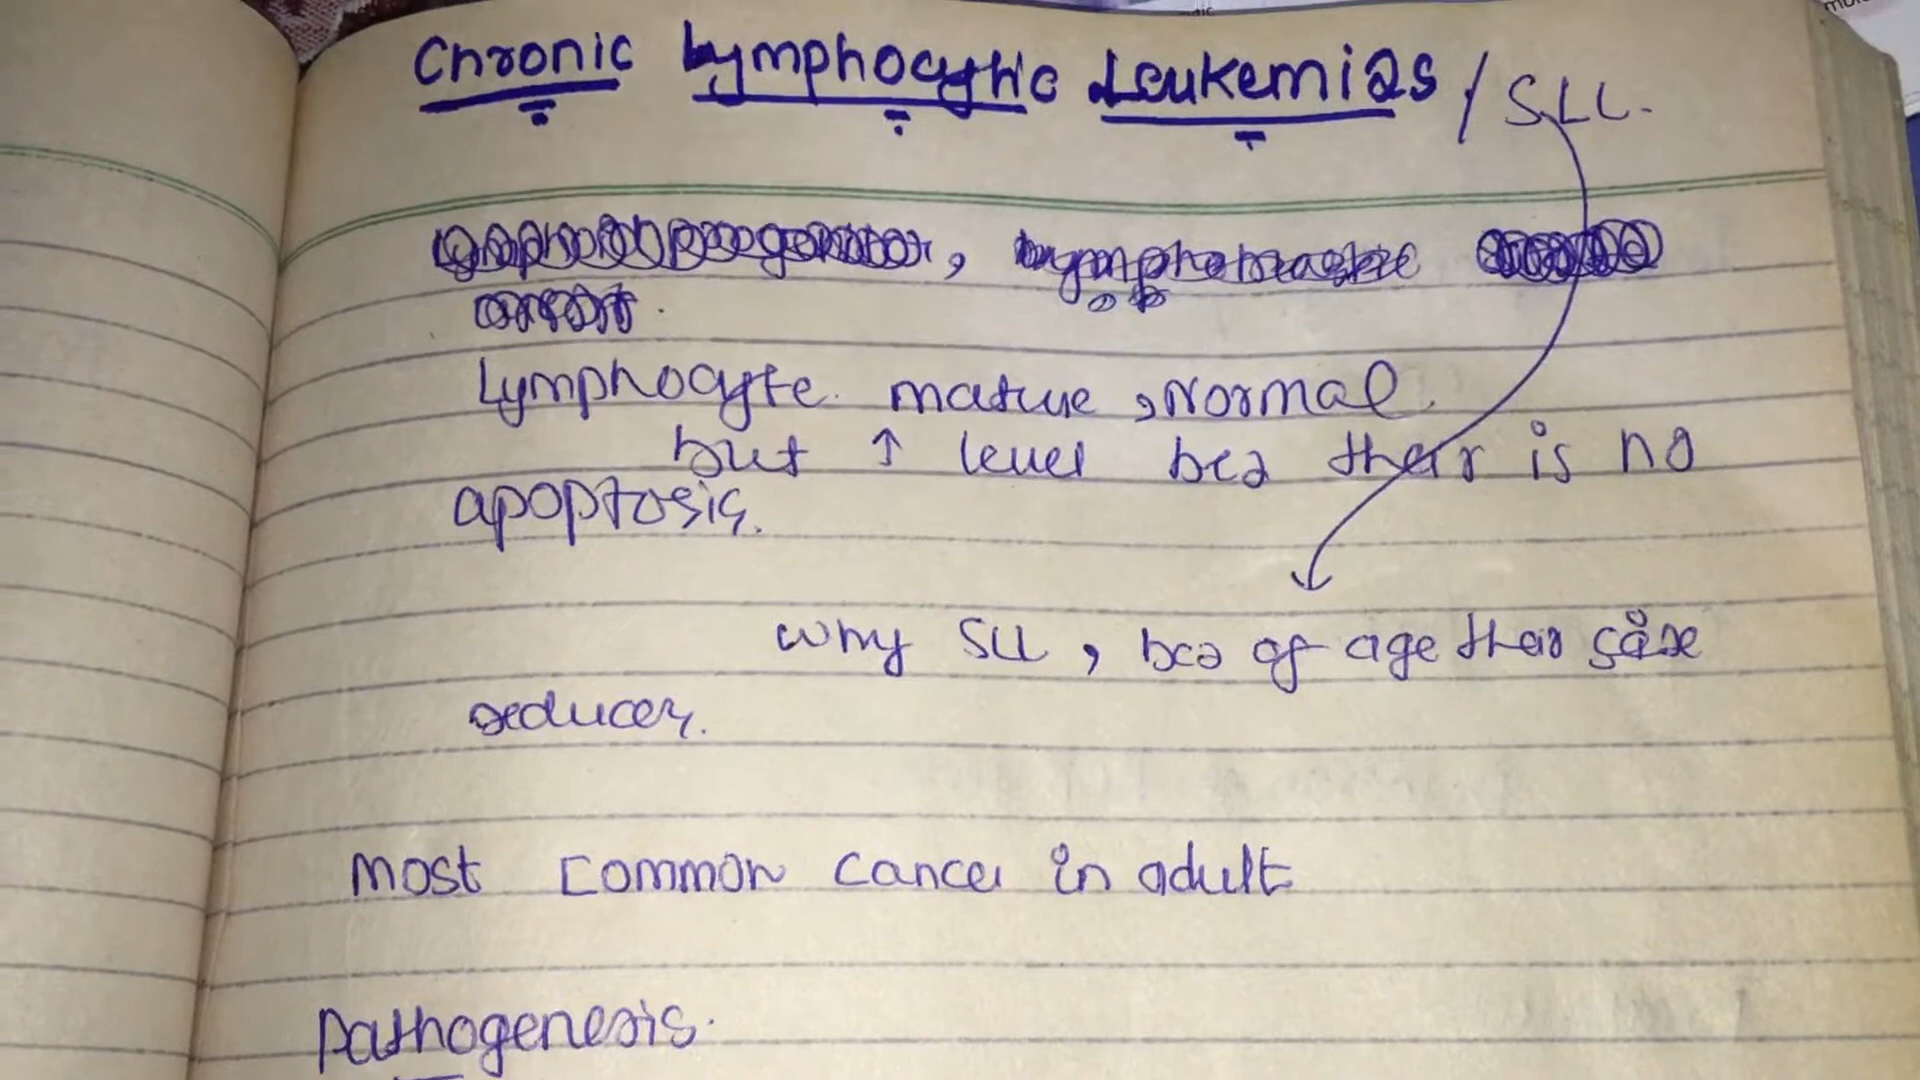 Chronic Lymphocytic Leukemias / SLL.
Lymphocyte mature, Normal
but ↑ level bcz their is no
apoptosis.
why SLL, bcz of age their size
reduces.
most common cancer in adult
Pathogenesis.